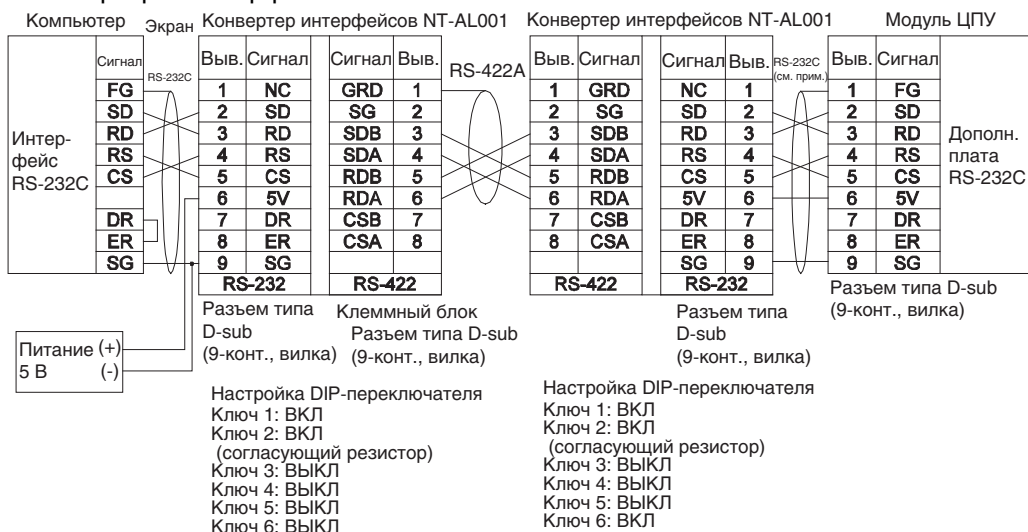 Компьютер
Экран
Конвертер интерфейсов NT-AL001
Конвертер интерфейсов NT-AL001
Модуль ЦПУ
Сигнал
RS-232C
Выв. Сигнал
Сигнал Выв.
RS-422A
Выв. Сигнал
Сигнал Выв.
RS-232C
(см. прим.)
Выв. Сигнал
FG 1 NC GRD 1 1 GRD NC 1 1 FG
SD 2 SD SG 2 2 SG SD 2 2 SD
RD 3 RD SDB 3 3 SDB RD 3 3 RD
RS 4 RS SDA 4 4 SDA RS 4 4 RS
CS 5 CS RDB 5 5 RDB CS 5 5 CS
6 5V RDA 6 6 RDA 5V 6 6 5V
DR 7 DR CSB 7 7 CSB DR 7 7 DR
ER 8 ER CSA 8 8 CSA ER 8 8 ER
SG 9 SG SG 9 9 SG
RS-232 RS-422 RS-422 RS-232
Интер-
фейс
RS-232C
Дополн.
плата
RS-232C
Разъем типа
D-sub
(9-конт., вилка)
Клеммный блок
Разъем типа D-sub
(9-конт., вилка)
Разъем типа
D-sub
(9-конт., вилка)
Разъем типа D-sub
(9-конт., вилка)
Питание (+)
5 В (-)
Настройка DIP-переключателя
Ключ 1: ВКЛ
Ключ 2: ВКЛ
(согласующий резистор)
Ключ 3: ВЫКЛ
Ключ 4: ВЫКЛ
Ключ 5: ВЫКЛ
Ключ 6: ВЫКЛ
Настройка DIP-переключателя
Ключ 1: ВКЛ
Ключ 2: ВКЛ
(согласующий резистор)
Ключ 3: ВЫКЛ
Ключ 4: ВЫКЛ
Ключ 5: ВЫКЛ
Ключ 6: ВКЛ